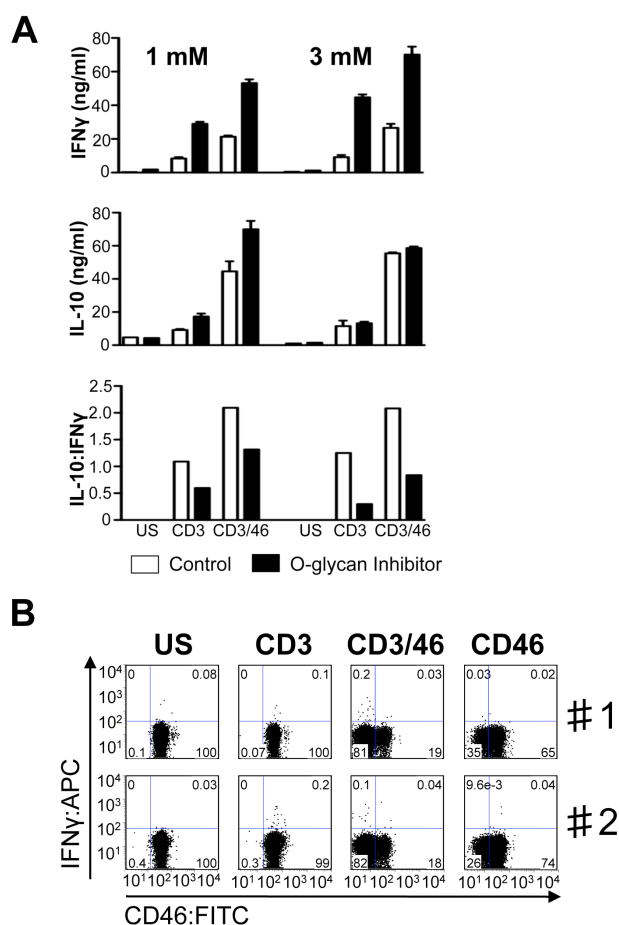 A
1 mM 3 mM
IFNγ (ng/ml)
80
60
40
20
0
IL-10 (ng/ml)
80
60
40
20
0
IL-10:IFNγ
2.5
2.0
1.5
1.0
0.5
0
US CD3 CD3/46 US CD3 CD3/46
Control O-glycan Inhibitor
B
US CD3 CD3/46 CD46
10⁴
10³
10²
10¹
0 0.08 0 0.1 0.2 0.03 0.03 0.02
0.1 100 0.07 100 81 19 35 65
#1
10⁴
10³
10²
10¹
0 0.03 0 0.2 0.1 0.04 9.6e-3 0.04
0.4 100 0.3 99 82 18 26 74
#2
10¹ 10² 10³ 10⁴ 10¹ 10² 10³ 10⁴ 10¹ 10² 10³ 10⁴ 10¹ 10² 10³ 10⁴
IFNγ:APC
CD46:FITC